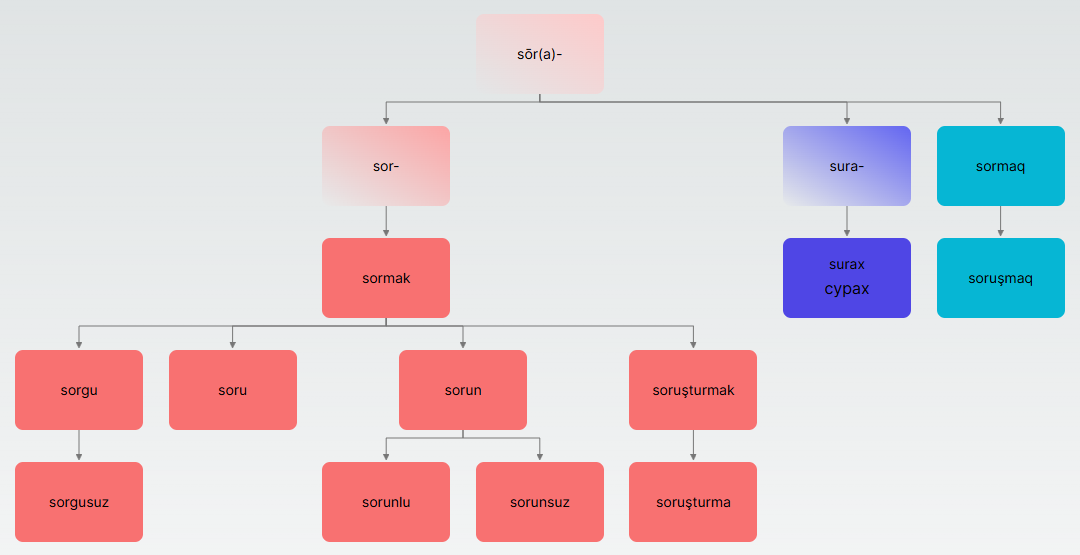 sōr(a)-
sor-
sura-
sormaq
sormak
surax
сурах
soruşmaq
sorgu
soru
sorun
soruşturmak
sorgusuz
sorunlu
sorunsuz
soruşturma